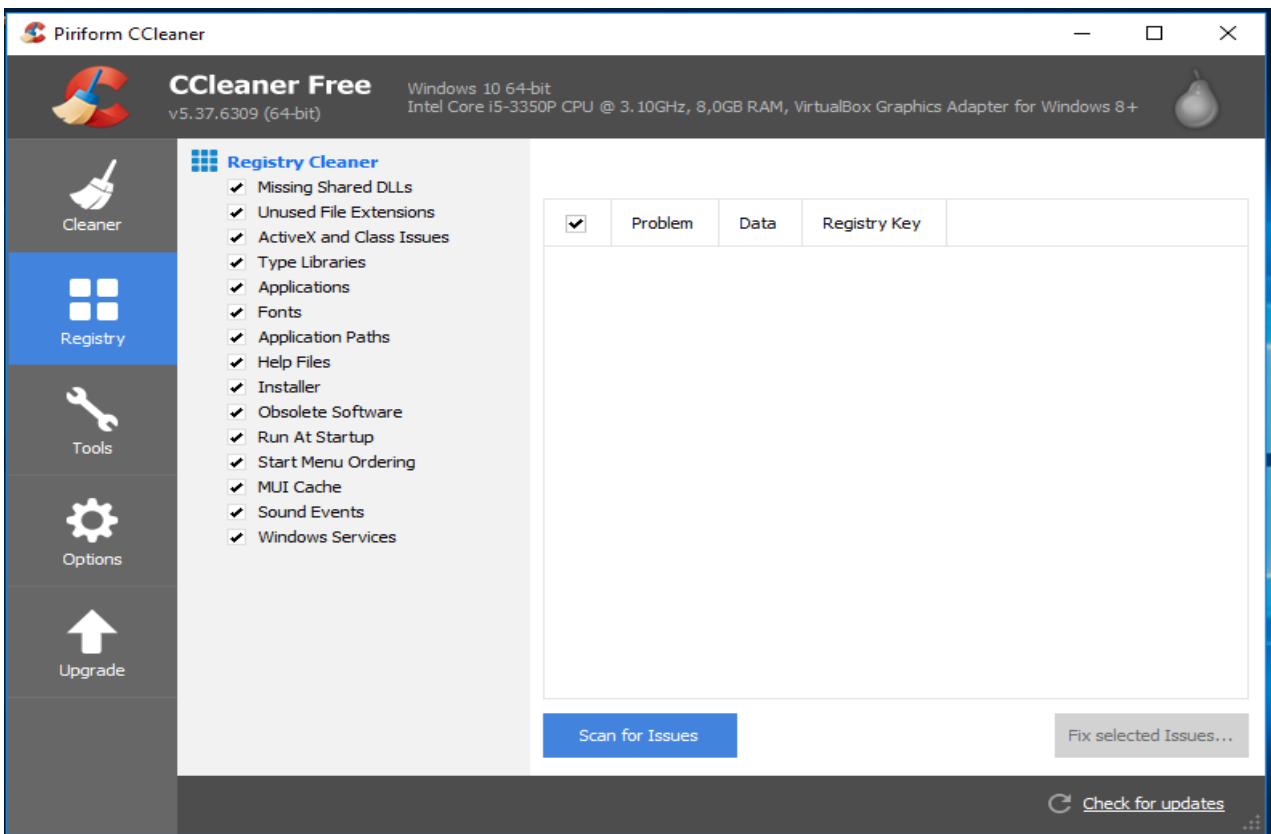 Piriform CCleaner
CCleaner Free
v5.37.6309 (64-bit)
Windows 10 64-bit
Intel Core i5-3350P CPU @ 3.10GHz, 8,0GB RAM, VirtualBox Graphics Adapter for Windows 8+
Cleaner
Registry
Tools
Options
Upgrade
Registry Cleaner
Missing Shared DLLs
Unused File Extensions
ActiveX and Class Issues
Type Libraries
Applications
Fonts
Application Paths
Help Files
Installer
Obsolete Software
Run At Startup
Start Menu Ordering
MUI Cache
Sound Events
Windows Services
Problem Data Registry Key
Scan for Issues Fix selected Issues...
Check for updates